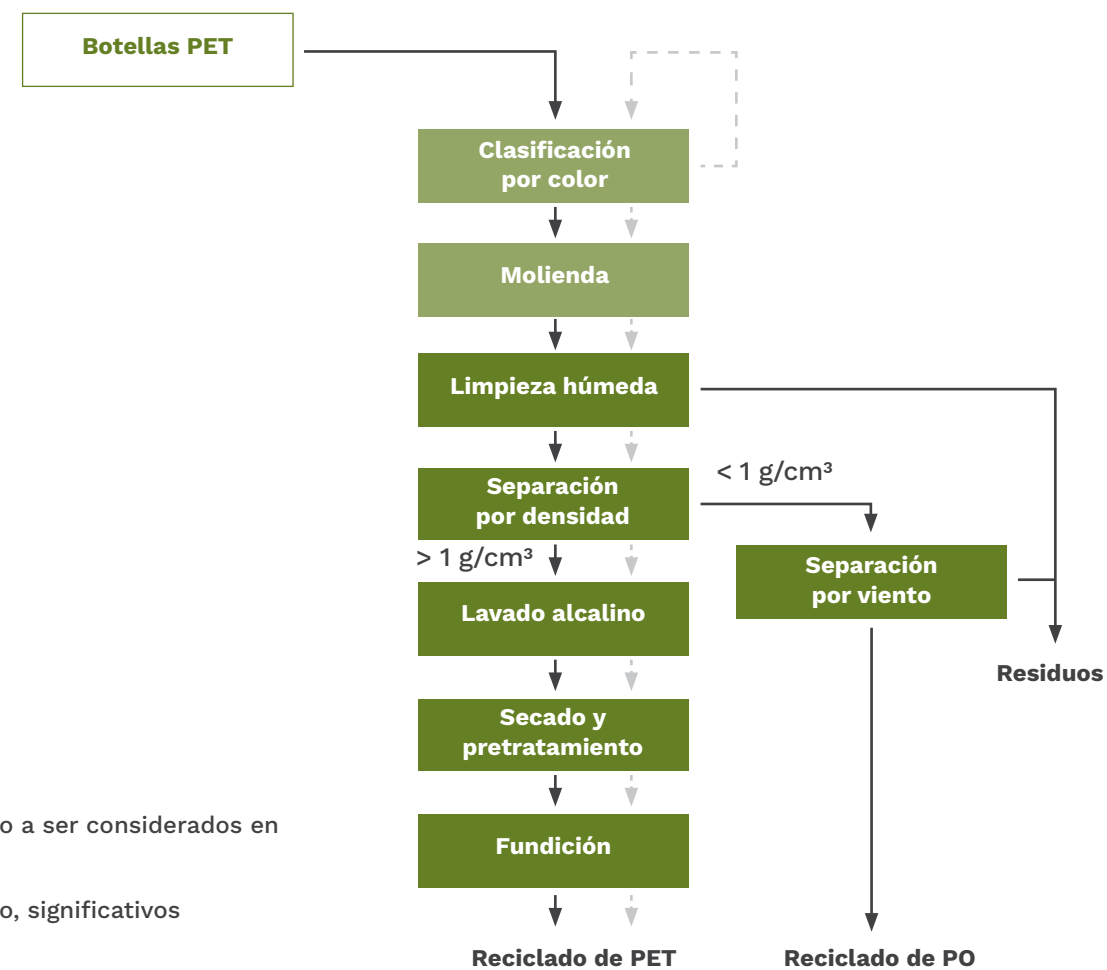 Botellas PET
Clasificación
por color
Molienda
Limpieza húmeda
Separación
por densidad
< 1 g/cm³
> 1 g/cm³
Separación
por viento
Lavado alcalino
Residuos
Secado y
pretratamiento
o a ser considerados en
Fundición
o, significativos
Reciclado de PET
Reciclado de PO